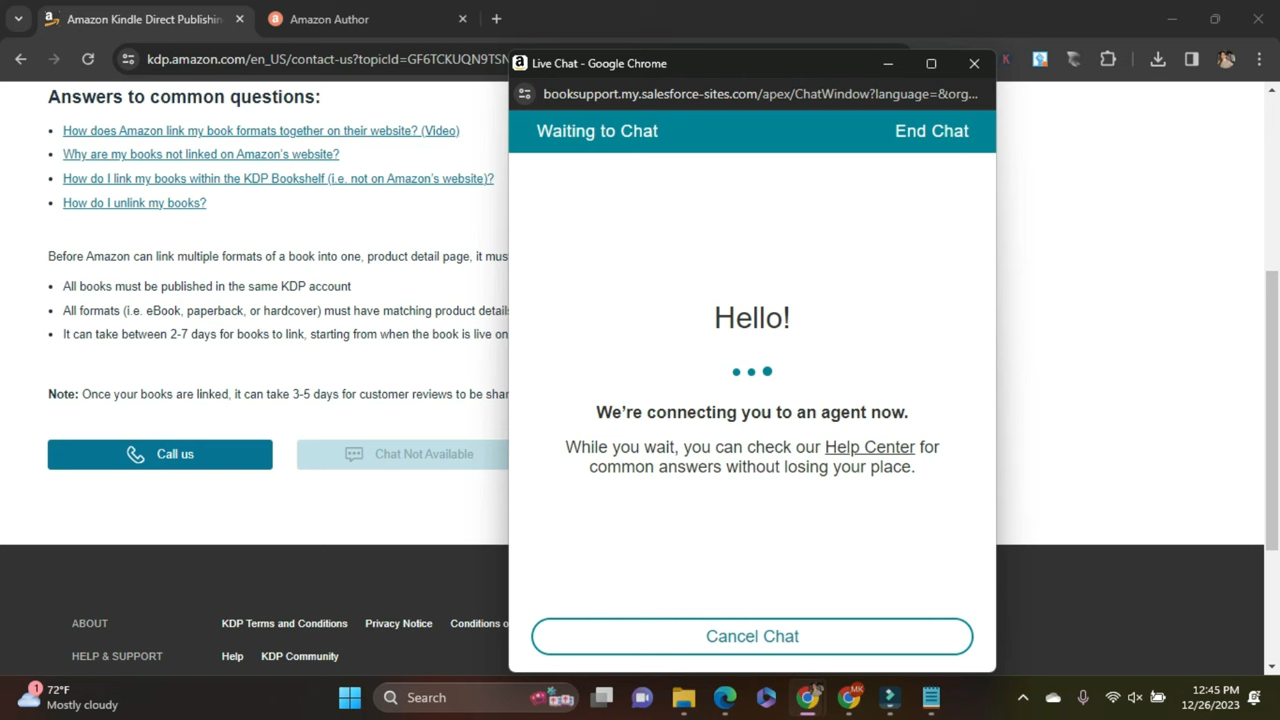 Amazon Kindle Direct Publishin
Amazon Author
kdp.amazon.com/en_US/contact-us?topicId=GF6TCKUQN9TSN
Live Chat - Google Chrome
booksupport.my.salesforce-sites.com/apex/ChatWindow?language=&org...
Waiting to Chat
End Chat
Answers to common questions:
How does Amazon link my book formats together on their website? (Video)
Why are my books not linked on Amazon's website?
How do I link my books within the KDP Bookshelf (i.e. not on Amazon's website)?
How do I unlink my books?
Before Amazon can link multiple formats of a book into one, product detail page, it mus
All books must be published in the same KDP account
All formats (i.e. eBook, paperback, or hardcover) must have matching product details
It can take between 2-7 days for books to link, starting from when the book is live on
Note: Once your books are linked, it can take 3-5 days for customer reviews to be shar
Call us
Chat Not Available
Hello!
We're connecting you to an agent now.
While you wait, you can check our Help Center for
common answers without losing your place.
Cancel Chat
ABOUT
KDP Terms and Conditions
Privacy Notice
Conditions o
HELP & SUPPORT
Help
KDP Community
1
72°F
Mostly cloudy
Search
MK
12:45 PM
12/26/2023